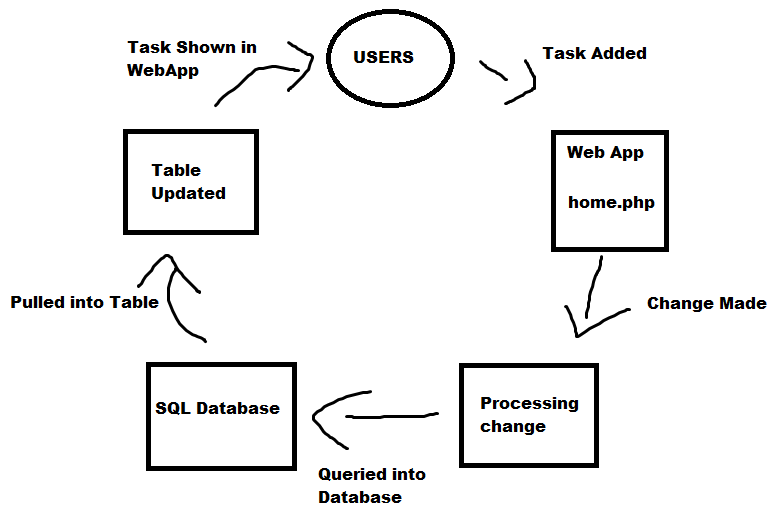 Task Shown in
WebApp
USERS
Task Added
Web App
home.php
Table
Updated
Pulled into Table
Change Made
SQL Database
Processing
change
Queried into
Database